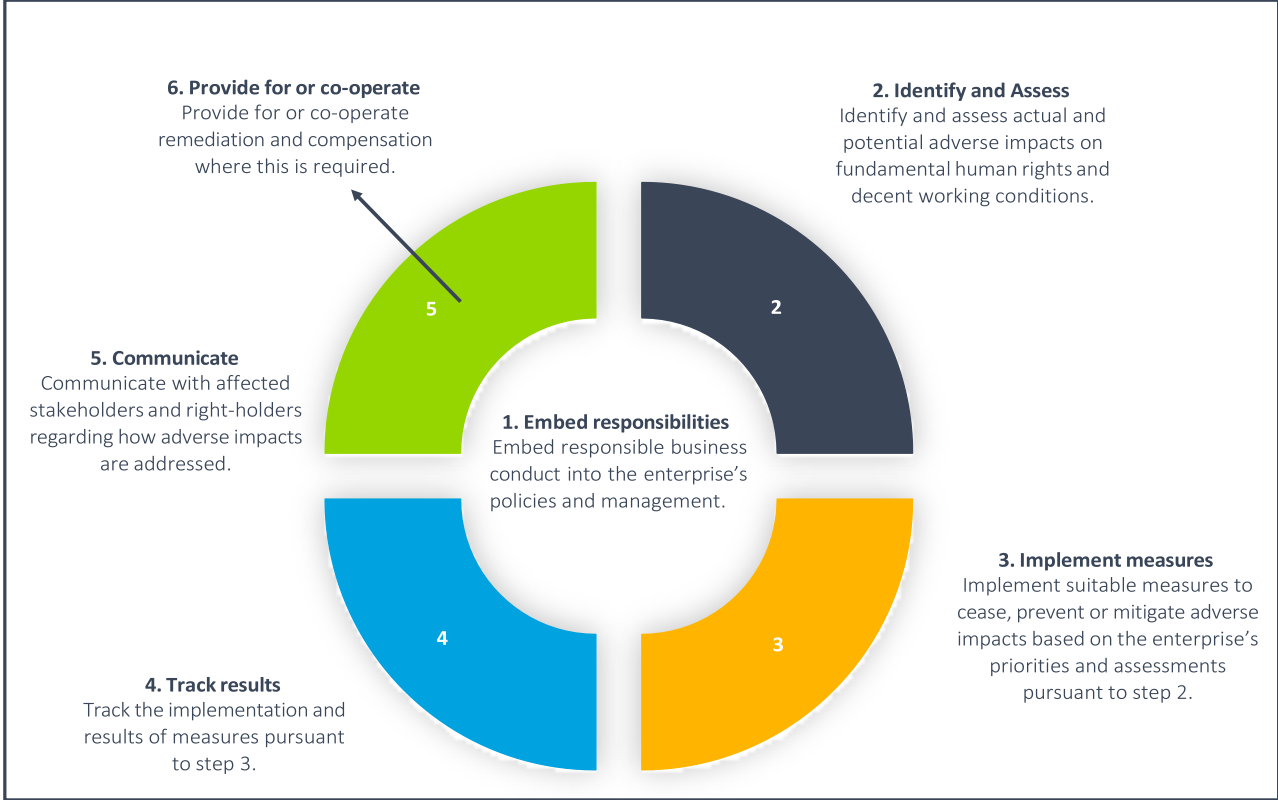 6. Provide for or co-operate
Provide for or co-operate
remediation and compensation
where this is required.
2. Identify and Assess
Identify and assess actual and
potential adverse impacts on
fundamental human rights and
decent working conditions.
5
2
5. Communicate
Communicate with affected
stakeholders and right-holders
regarding how adverse impacts
are addressed.
1. Embed responsibilities
Embed responsible business
conduct into the enterprise’s
policies and management.
3. Implement measures
Implement suitable measures to
cease, prevent or mitigate adverse
impacts based on the enterprise’s
priorities and assessments
pursuant to step 2.
4
3
4. Track results
Track the implementation and
results of measures pursuant
to step 3.